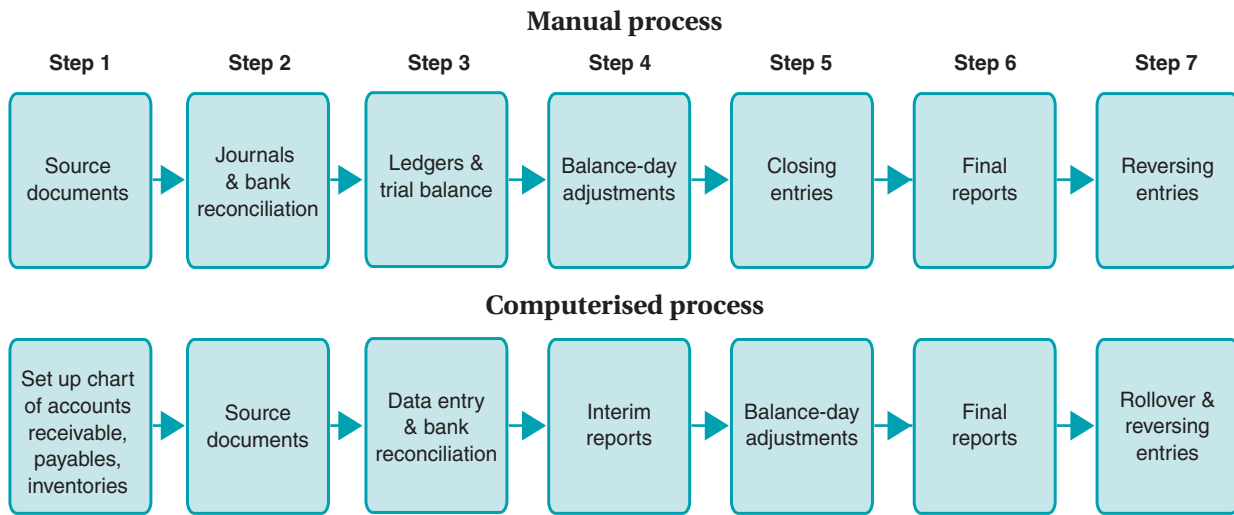 Manual process
Step 1
Step 2
Step 3
Step 4
Step 5
Step 6
Step 7
Source
documents
Journals
& bank
reconciliation
Ledgers &
trial balance
Balance-day
adjustments
Closing
entries
Final
reports
Reversing
entries
Computerised process
Set up chart
of accounts
receivable,
payables,
inventories
Source
documents
Data entry
& bank
reconciliation
Interim
reports
Balance-day
adjustments
Final
reports
Rollover &
reversing
entries